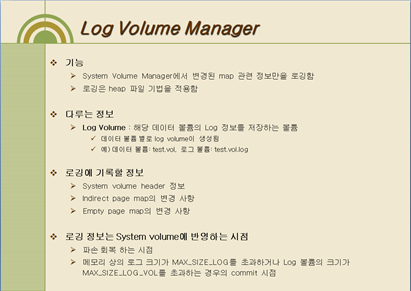 Log Volume Manager
❖ 기능
➢ System Volume Manager에서 변경된 map 관련 정보만을 로깅함
➢ 로깅은 heap 파일 기법을 적용함
❖ 다루는 정보
➢ Log Volume : 해당 데이터 볼륨의 Log 정보를 저장하는 볼륨
✓ 데이터 볼륨 별로 log volume이 생성됨
✓ 예) 데이터 볼륨: test.vol, 로그 볼륨: test.vol.log
❖ 로깅에 기록할 정보
➢ System volume header 정보
➢ Indirect page map의 변경 사항
➢ Empty page map의 변경 사항
❖ 로깅 정보는 System volume에 반영하는 시점
➢ 파손 회복 하는 시점
➢ 메모리 상의 로그 크기가 MAX_SIZE_LOG를 초과하거나 Log 볼륨의 크기가
MAX_SIZE_LOG_VOL를 초과하는 경우의 commit 시점